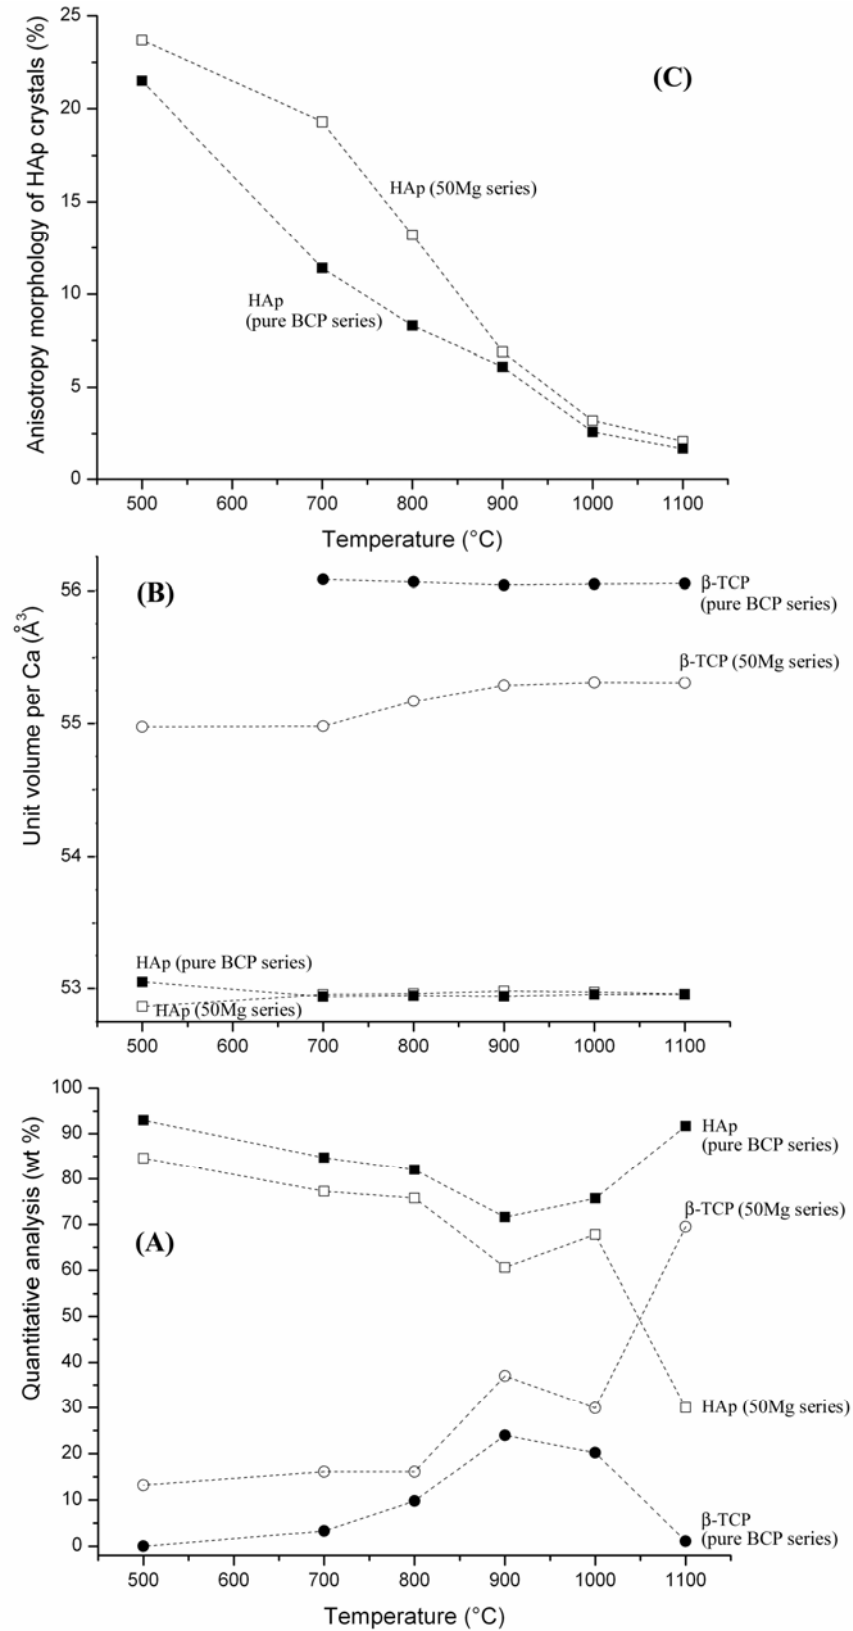 Anisotropy morphology of HAp crystals (%)
25
20
15
10
5
0
(C)
HAp (50Mg series)
HAp
(pure BCP series)
500 600 700 800 900 1000 1100
Temperature (°C)
Unit volume per Ca (Å³)
56
55
54
53
(B)
β-TCP
(pure BCP series)
β-TCP (50Mg series)
HAp (pure BCP series)
HAp (50Mg series)
500 600 700 800 900 1000 1100
Quantitative analysis (wt %)
100
90
80
70
60
50
40
30
20
10
0
(A)
HAp
(pure BCP series)
β-TCP (50Mg series)
HAp (50Mg series)
β-TCP
(pure BCP series)
500 600 700 800 900 1000 1100
Temperature (°C)